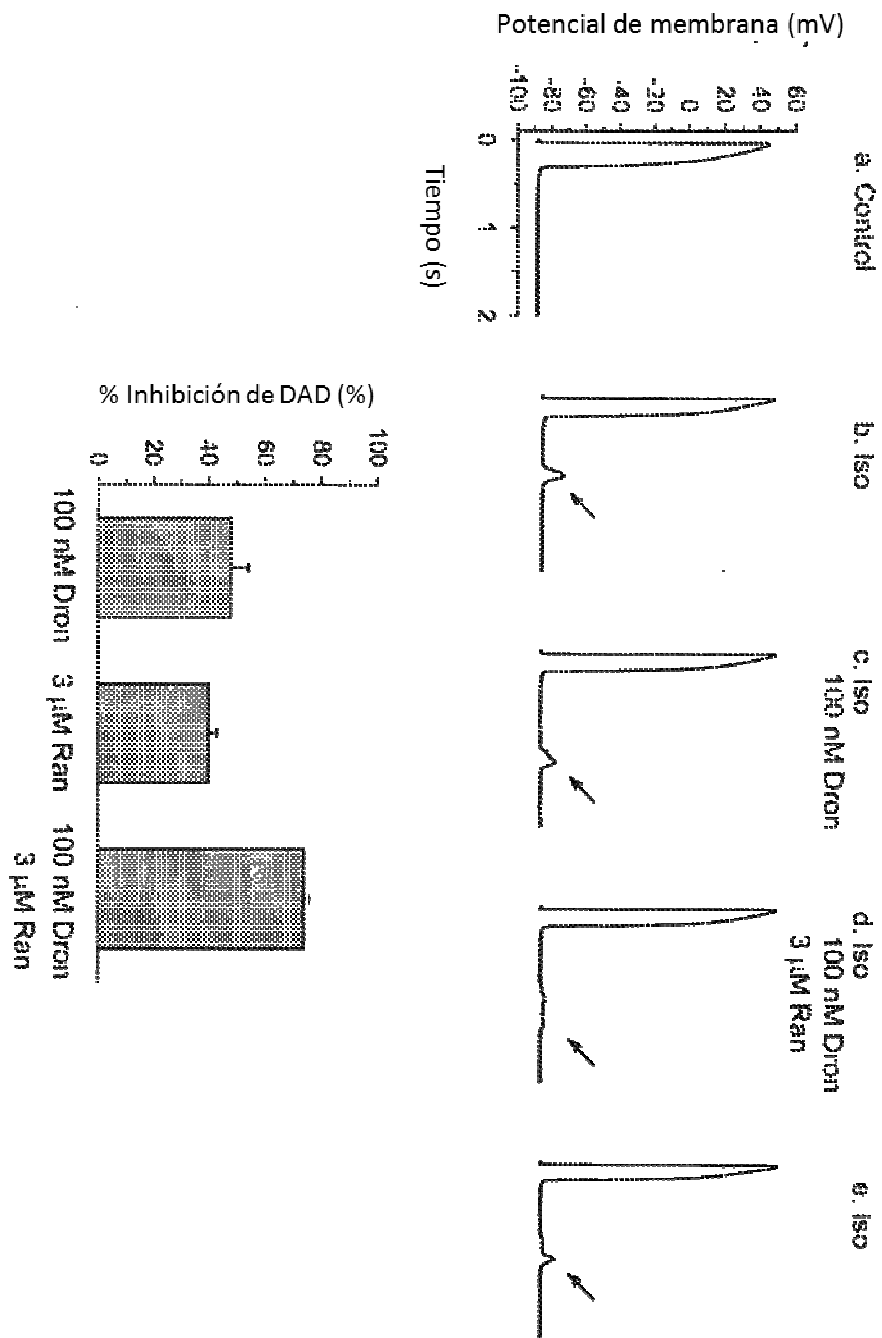 a. Control
b. Iso
c. Iso
100 nM Dron
d. Iso
100 nM Dron
3 µM Ran
e. Iso
Potencial de membrana (mV)
60
40
20
0
-20
-40
-60
-80
-100
0
1
2
Tiempo (s)
% Inhibición de DAD (%)
100
80
60
40
20
0
100 nM Dron
3 µM Ran
100 nM Dron
3 µM Ran